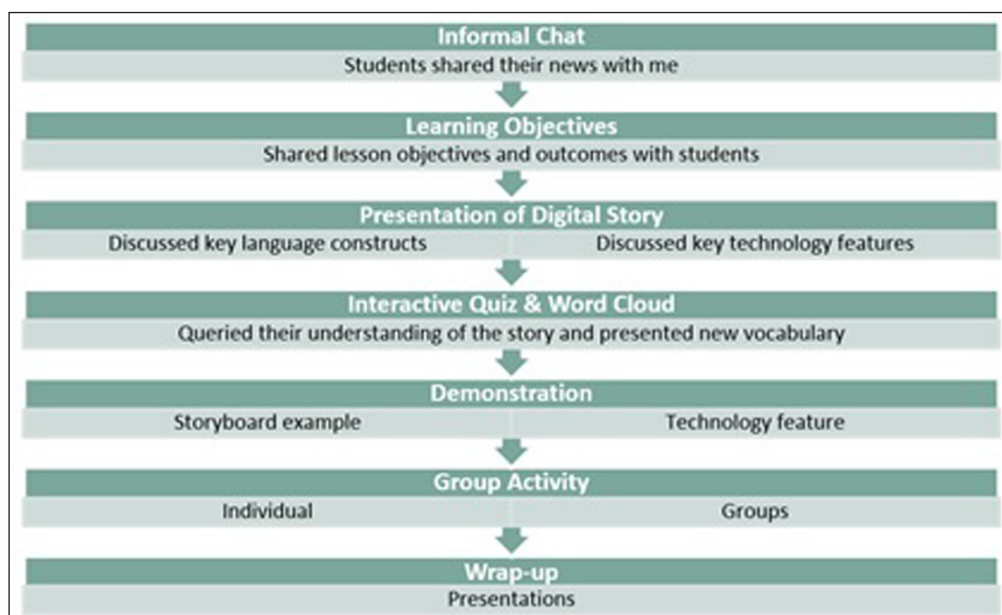 Informal Chat
Students shared their news with me
Learning Objectives
Shared lesson objectives and outcomes with students
Presentation of Digital Story
Discussed key language constructs
Discussed key technology features
Interactive Quiz & Word Cloud
Queried their understanding of the story and presented new vocabulary
Demonstration
Storyboard example
Technology feature
Group Activity
Individual
Groups
Wrap-up
Presentations